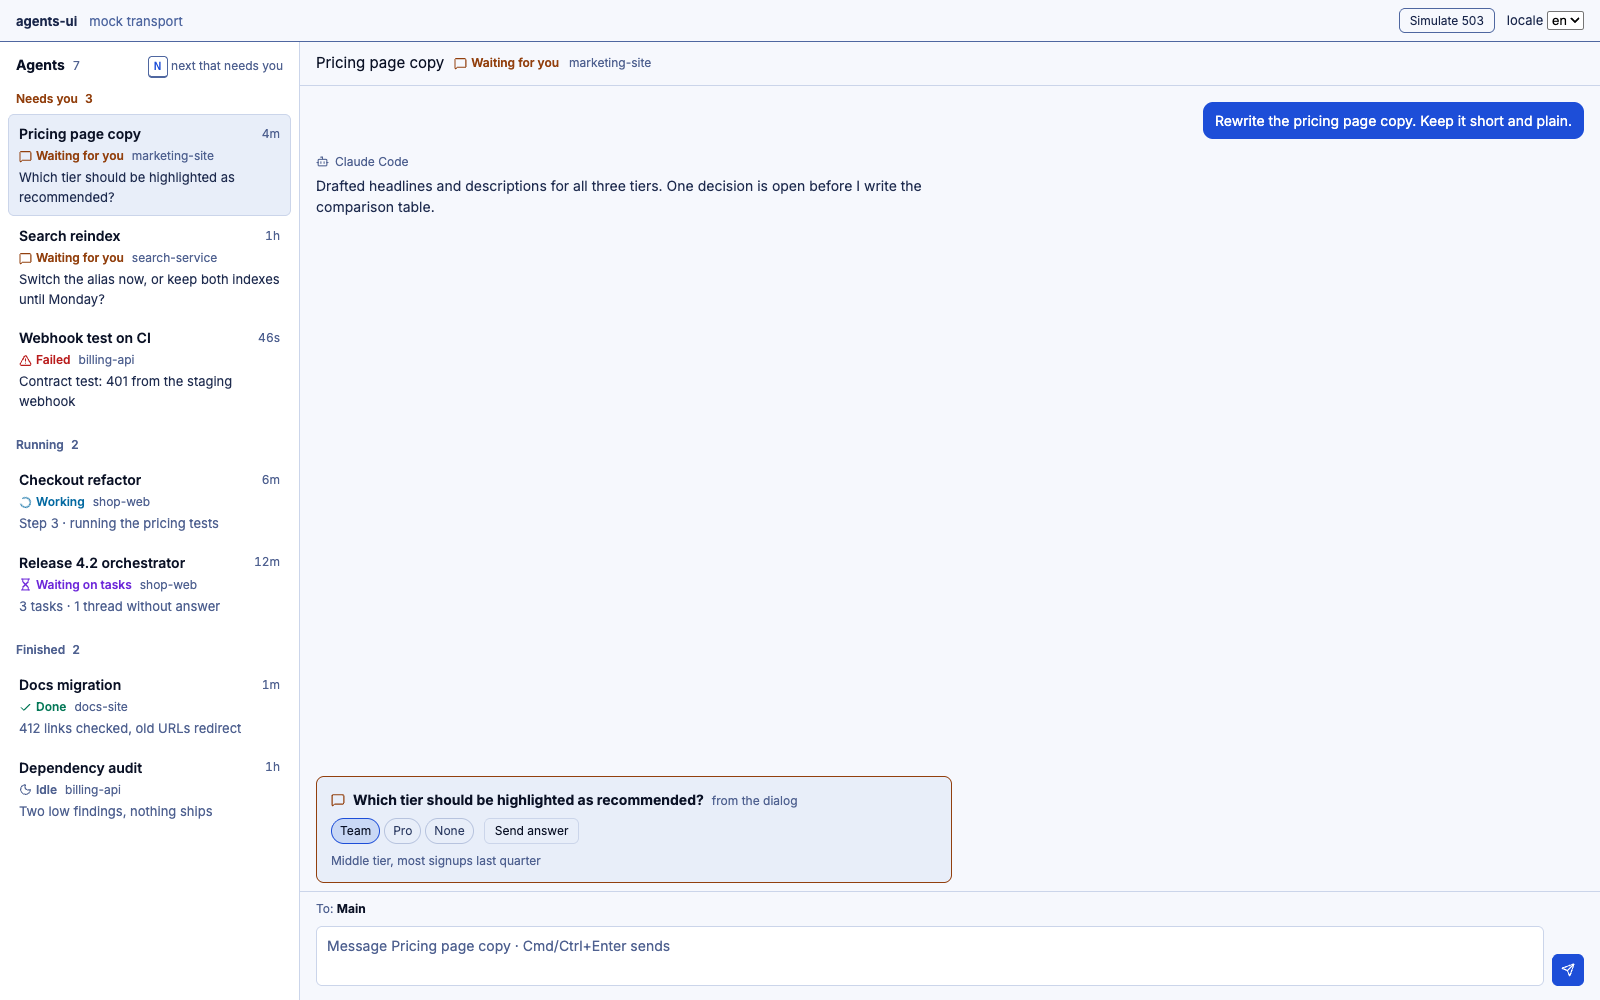 agents-ui mock transport
Simulate 503 locale en
Agents 7
N next that needs you
Needs you 3
Pricing page copy 4m
Waiting for you marketing-site
Which tier should be highlighted as
recommended?
Search reindex 1h
Waiting for you search-service
Switch the alias now, or keep both indexes
until Monday?
Webhook test on CI 46s
Failed billing-api
Contract test: 401 from the staging
webhook
Running 2
Checkout refactor 6m
Working shop-web
Step 3 · running the pricing tests
Release 4.2 orchestrator 12m
Waiting on tasks shop-web
3 tasks · 1 thread without answer
Finished 2
Docs migration 1m
Done docs-site
412 links checked, old URLs redirect
Dependency audit 1h
Idle billing-api
Two low findings, nothing ships
Pricing page copy Waiting for you marketing-site
Rewrite the pricing page copy. Keep it short and plain.
Claude Code
Drafted headlines and descriptions for all three tiers. One decision is open before I write the
comparison table.
Which tier should be highlighted as recommended? from the dialog
Team Pro None Send answer
Middle tier, most signups last quarter
To: Main
Message Pricing page copy · Cmd/Ctrl+Enter sends